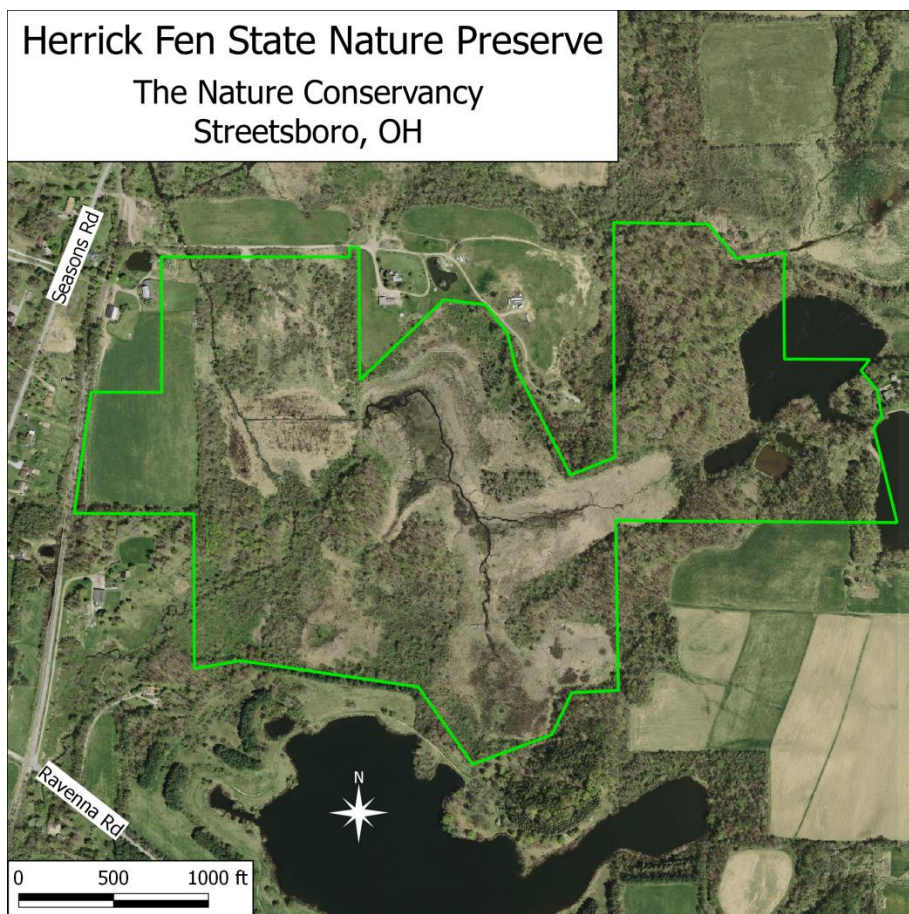 Herrick Fen State Nature Preserve
The Nature Conservancy
Streetsboro, OH
Seasons Rd
Ravenna Rd
N
0 500 1000 ft